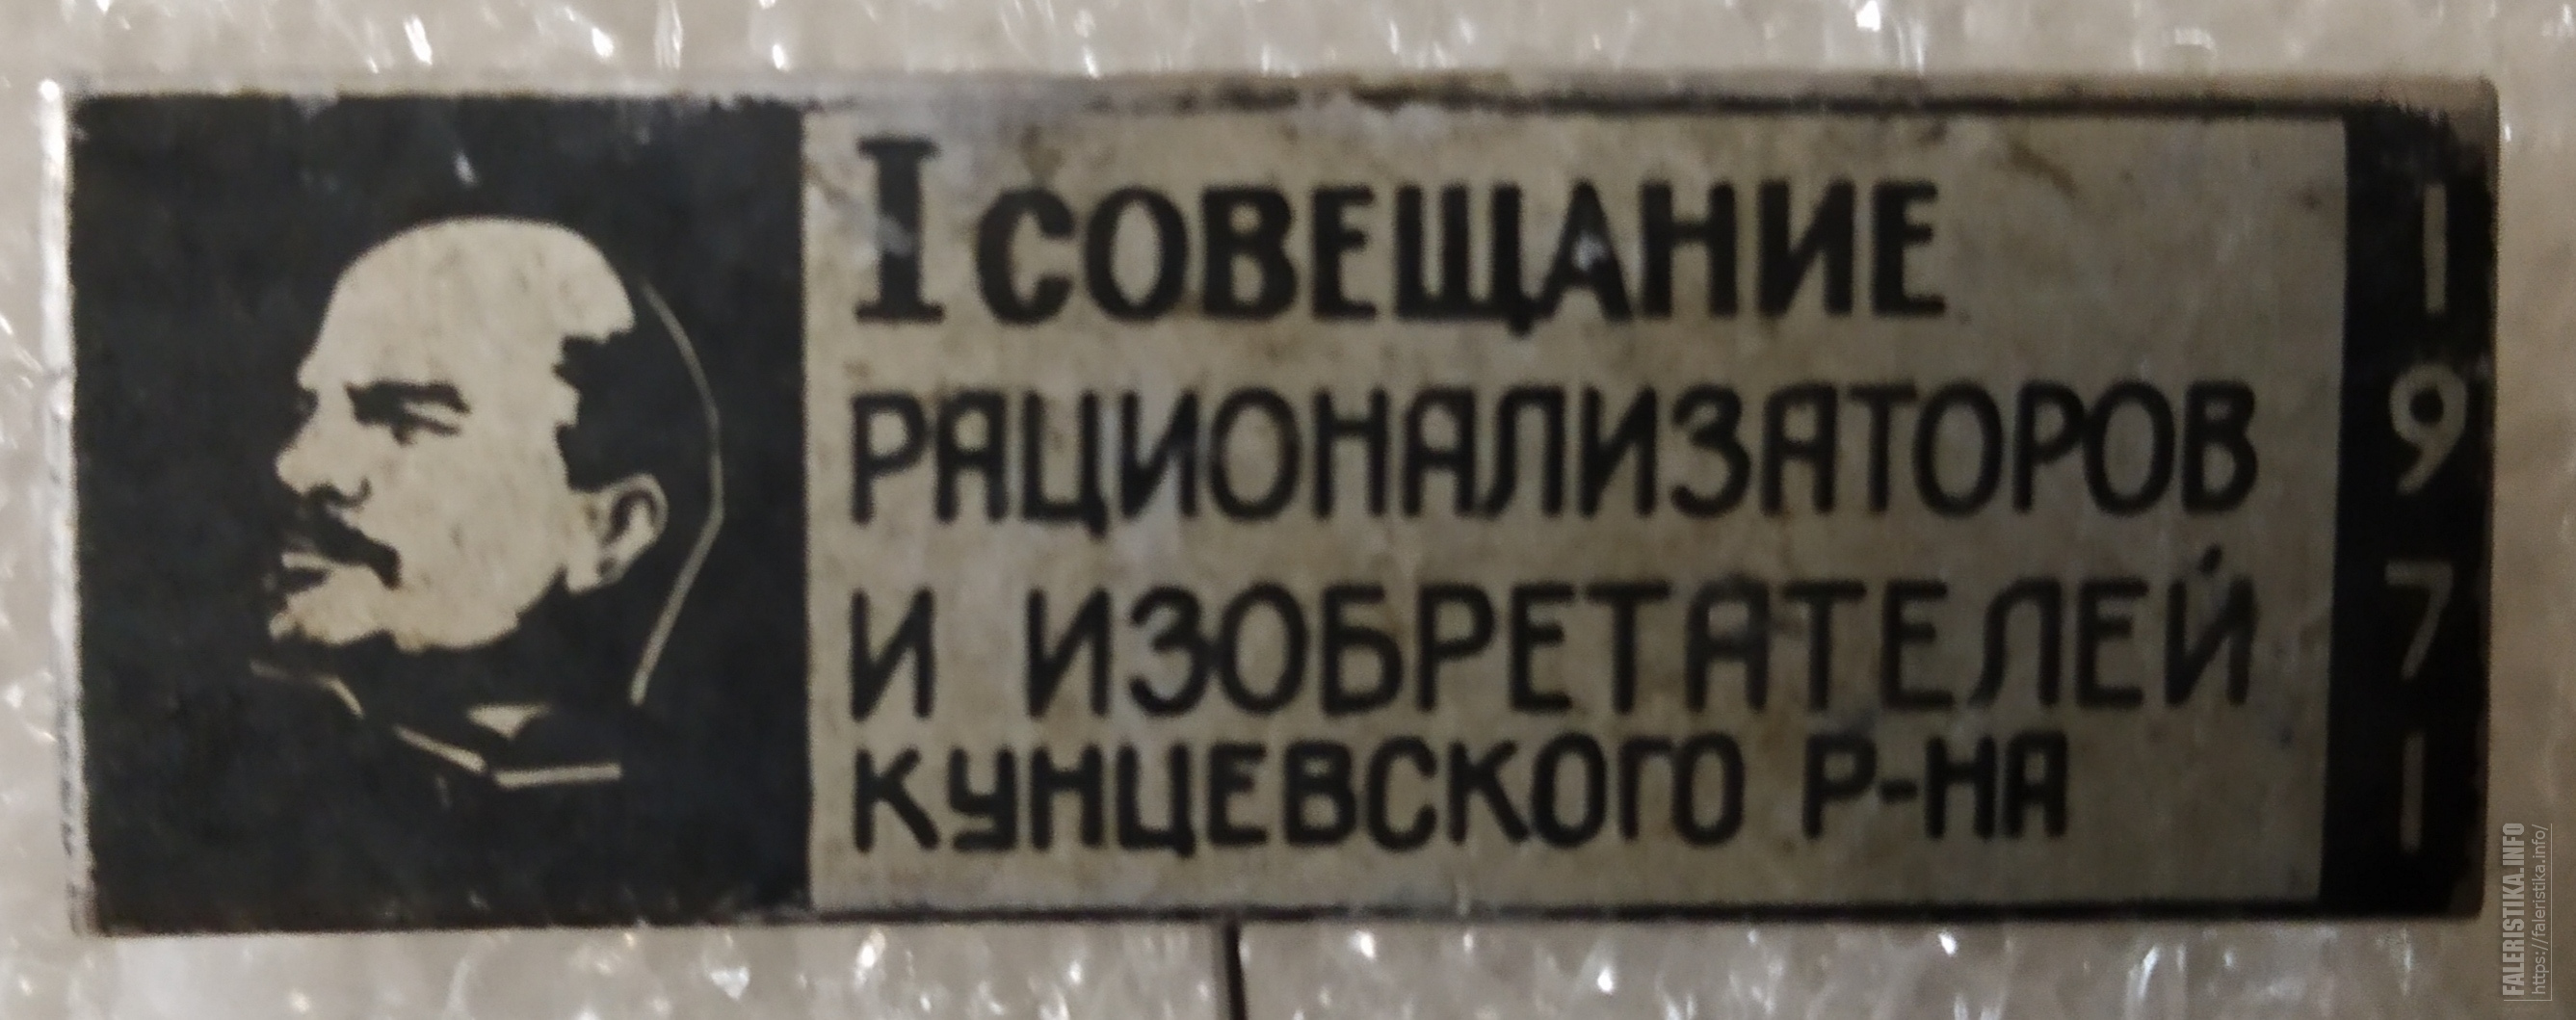 I СОВЕЩАНИЕ
РАЦИОНАЛИЗАТОРОВ
И ИЗОБРЕТАТЕЛЕЙ
КУНЦЕВСКОГО Р-НА
1971
FALERISTIKA.INFO
https://faleristika.info/